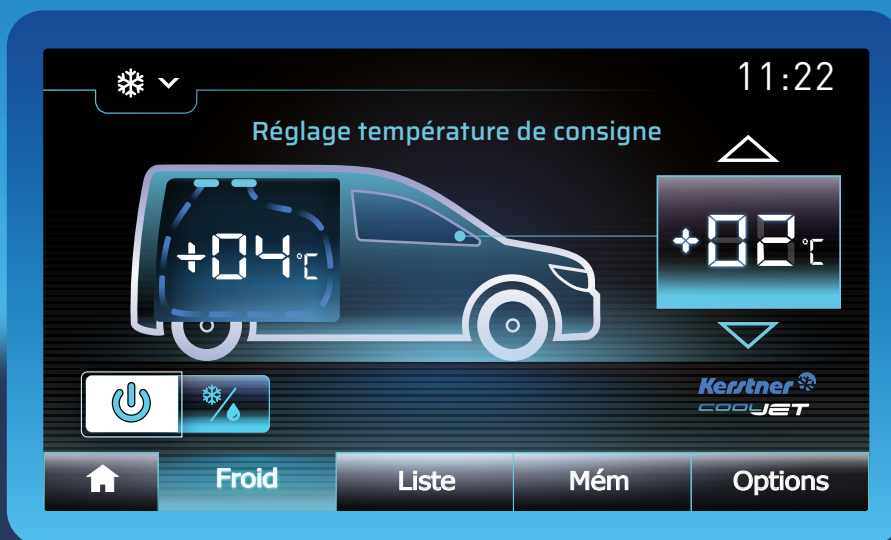 11:22
Réglage température de consigne
+04°C
+02°C
Kerstner
COOLJET
Froid
Liste
Mém
Options